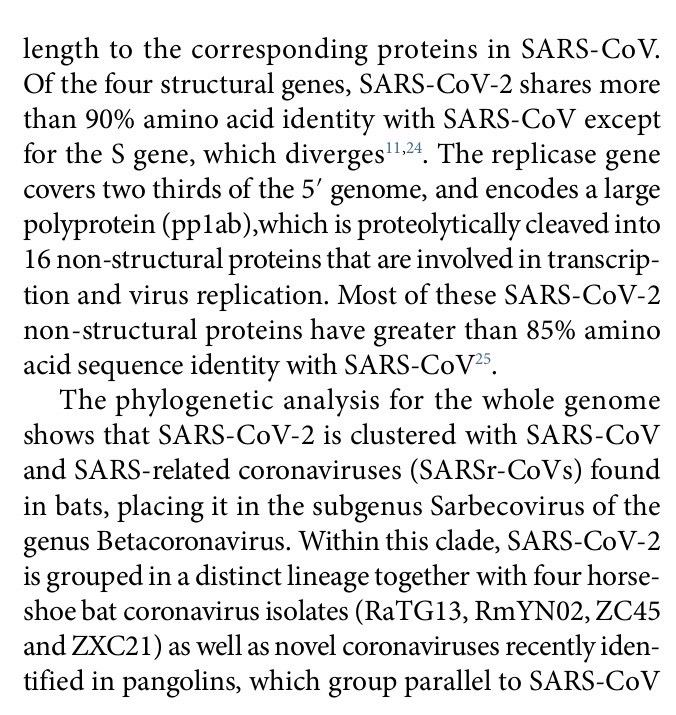 length to the corresponding proteins in SARS-CoV.
Of the four structural genes, SARS-CoV-2 shares more
than 90% amino acid identity with SARS-CoV except
for the S gene, which diverges11,24. The replicase gene
covers two thirds of the 5′ genome, and encodes a large
polyprotein (pp1ab),which is proteolytically cleaved into
16 non-structural proteins that are involved in transcrip-
tion and virus replication. Most of these SARS-CoV-2
non-structural proteins have greater than 85% amino
acid sequence identity with SARS-CoV25.
The phylogenetic analysis for the whole genome
shows that SARS-CoV-2 is clustered with SARS-CoV
and SARS-related coronaviruses (SARSr-CoVs) found
in bats, placing it in the subgenus Sarbecovirus of the
genus Betacoronavirus. Within this clade, SARS-CoV-2
is grouped in a distinct lineage together with four horse-
shoe bat coronavirus isolates (RaTG13, RmYN02, ZC45
and ZXC21) as well as novel coronaviruses recently iden-
tified in pangolins, which group parallel to SARS-CoV